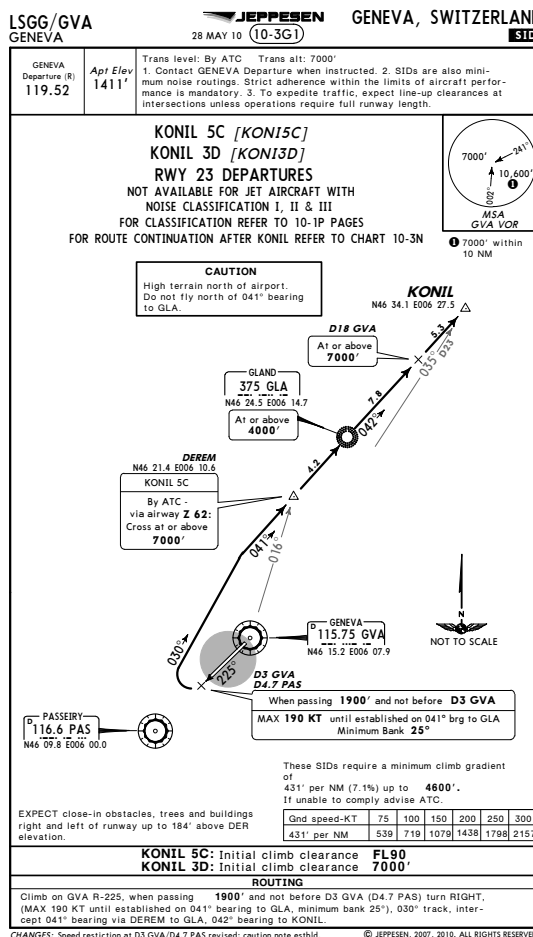 LSGG/GVA
GENEVA
JEPPESEN
28 MAY 10 (10-3G1)
GENEVA, SWITZERLAND
SID
GENEVA
Departure (R)
119.52
Apt Elev
1411'
Trans level: By ATC Trans alt: 7000'
1. Contact GENEVA Departure when instructed. 2. SIDs are also mini-
mum noise routings. Strict adherence within the limits of aircraft perfor-
mance is mandatory. 3. To expedite traffic, expect line-up clearances at
intersections unless operations require full runway length.
KONIL 5C [KONI5C]
KONIL 3D [KONI3D]
RWY 23 DEPARTURES
NOT AVAILABLE FOR JET AIRCRAFT WITH
NOISE CLASSIFICATION I, II & III
FOR CLASSIFICATION REFER TO 10-1P PAGES
FOR ROUTE CONTINUATION AFTER KONIL REFER TO CHART 10-3N
7000'
241°
10,600'
1
002°
MSA
GVA VOR
1 7000' within
10 NM
CAUTION
High terrain north of airport.
Do not fly north of 041° bearing
to GLA.
KONIL
N46 34.1 E006 27.5
5.3
D18 GVA
At or above
7000'
035°
D23
GLAND
375 GLA
N46 24.5 E006 14.7
At or above
4000'
7.8
042°
DEREM
N46 21.4 E006 10.6
4.2
KONIL 5C
By ATC -
via airway Z 62:
Cross at or above
7000'
041°
016°
030°
GENEVA
D 115.75 GVA
N46 15.2 E006 07.9
N
NOT TO SCALE
225°
D3 GVA
D4.7 PAS
When passing 1900' and not before D3 GVA
MAX 190 KT until established on 041° brg to GLA
Minimum Bank 25°
PASSEIRY
D 116.6 PAS
N46 09.8 E006 00.0
These SIDs require a minimum climb gradient
of
431' per NM (7.1%) up to 4600'.
If unable to comply advise ATC.
EXPECT close-in obstacles, trees and buildings
right and left of runway up to 184' above DER
elevation.
Gnd speed-KT 75 100 150 200 250 300
431' per NM 539 719 1079 1438 1798 2157
KONIL 5C: Initial climb clearance FL90
KONIL 3D: Initial climb clearance 7000'
ROUTING
Climb on GVA R-225, when passing 1900' and not before D3 GVA (D4.7 PAS) turn RIGHT,
(MAX 190 KT until established on 041° bearing to GLA, minimum bank 25°), 030° track, inter-
cept 041° bearing via DEREM to GLA, 042° bearing to KONIL.
CHANGES: Speed restiction at D3 GVA/D4.7 PAS revised; caution note estbld.
© JEPPESEN, 2007, 2010. ALL RIGHTS RESERVED